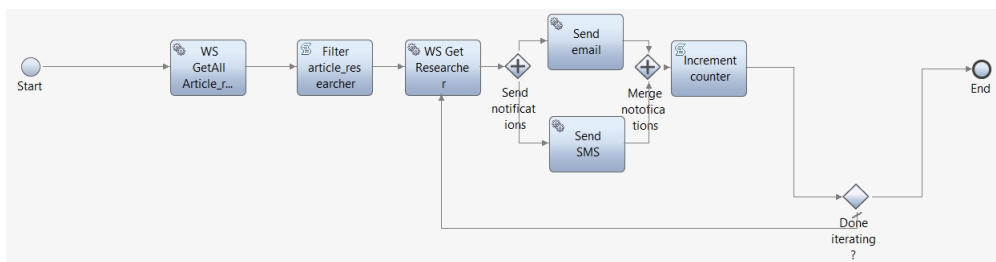 Start
WS
GetAll
Article_r...
Filter
article_res
earcher
WS Get
Researche
r
Send
notificat
ions
Send
email
Send
SMS
Merge
notofica
tions
Increment
counter
Done
iterating
?
End